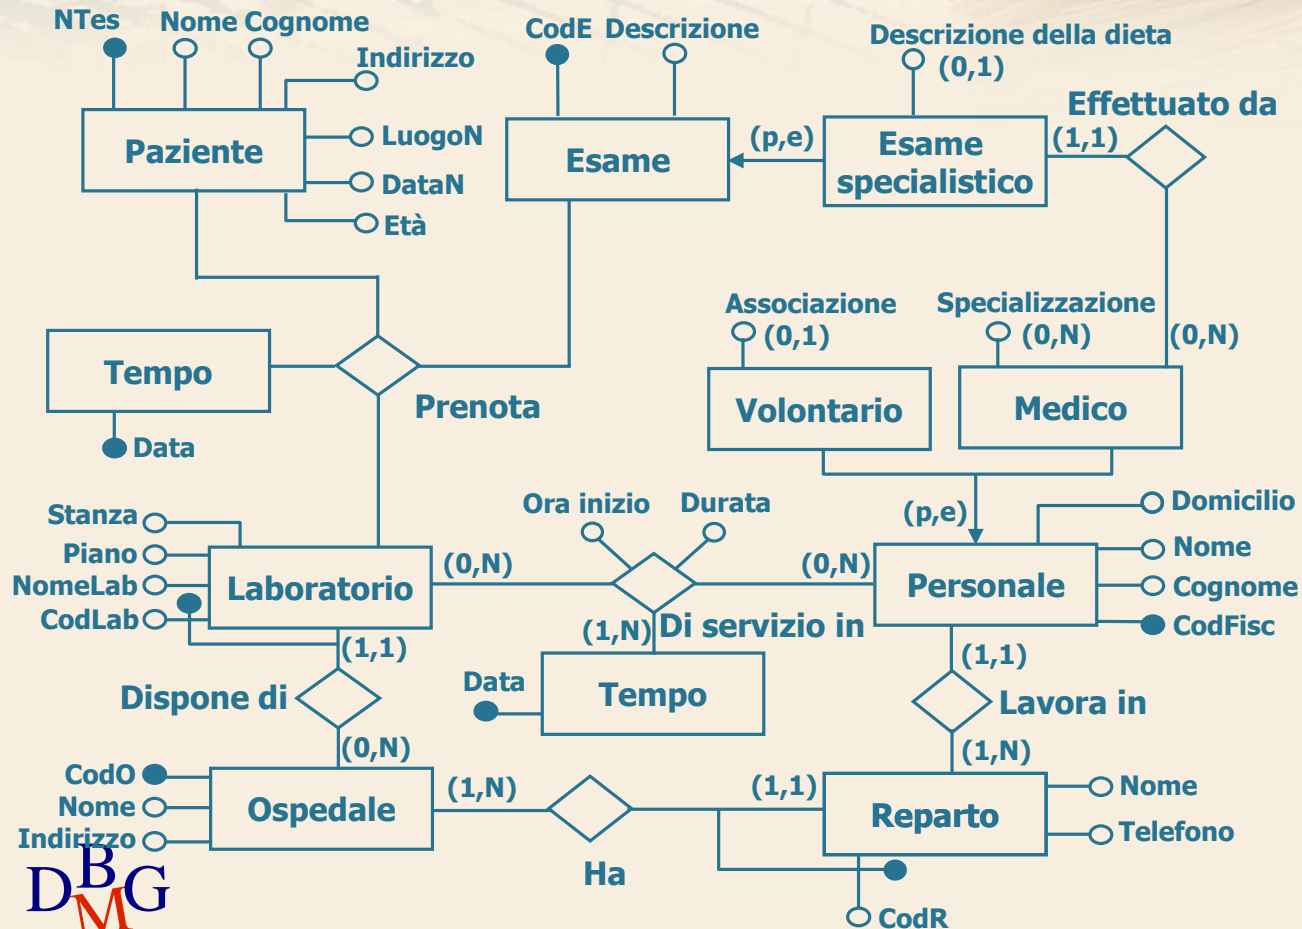 NTes
Nome Cognome
Indirizzo
Paziente
LuogoN
DataN
Età
CodE Descrizione
Esame
(p,e)
Descrizione della dieta
(0,1)
Esame
specialistico
Effettuato da
(1,1)
(0,N)
Tempo
Data
Prenota
Associazione
(0,1)
Volontario
Specializzazione
(0,N)
Medico
(p,e)
Stanza
Piano
NomeLab
CodLab
Laboratorio
(0,N)
Ora inizio
Durata
(0,N)
Di servizio in
(1,N)
Data
Tempo
Personale
Domicilio
Nome
Cognome
CodFisc
(1,1)
Dispone di
(0,N)
(1,1)
Lavora in
(1,N)
CodO
Nome
Indirizzo
Ospedale
(1,N)
Ha
(1,1)
Reparto
Nome
Telefono
CodR
DBMG